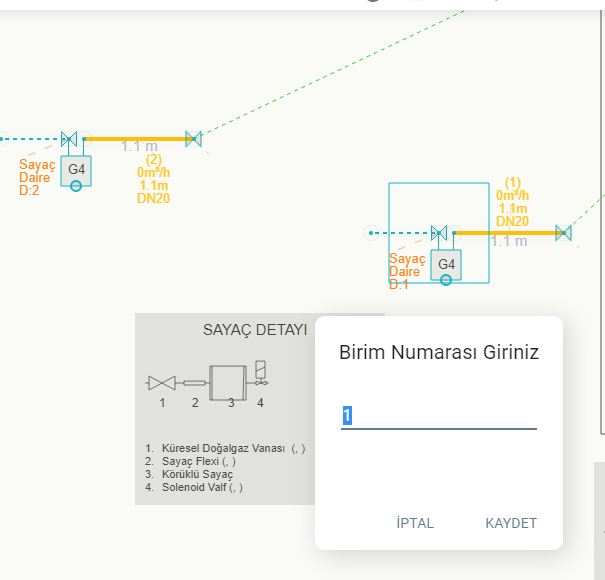 1.1 m
(2)
0m³/h
1.1m
DN20
Sayaç
Daire
D:2
G4
(1)
0m³/h
1.1m
DN20
1.1 m
Sayaç
Daire
D:1
G4
SAYAÇ DETAYI
1 2 3 4
1. Küresel Doğalgaz Vanası (, )
2. Sayaç Flexi (, )
3. Körüklü Sayaç
4. Solenoid Valf (, )
Birim Numarası Giriniz
1
İPTAL KAYDET